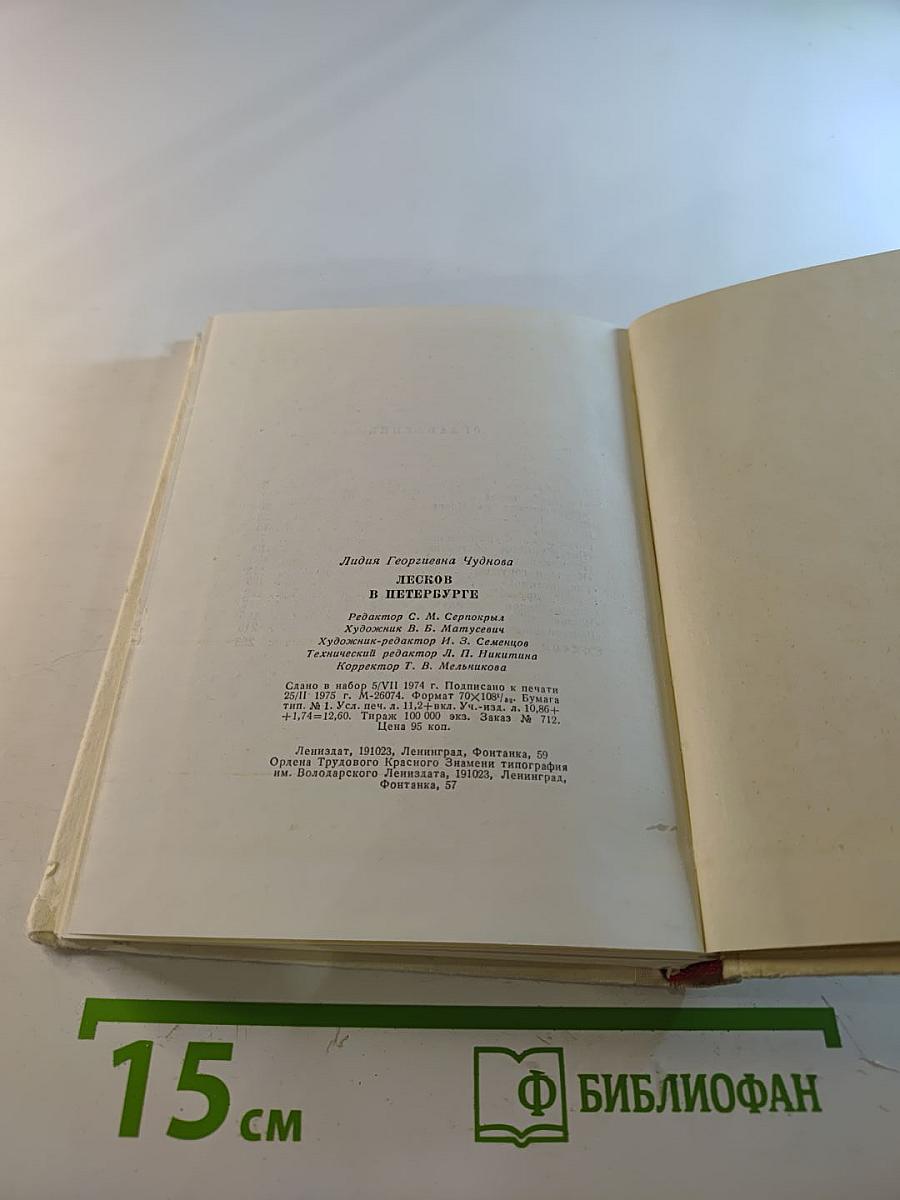 Лидия Георгиевна Чуднова
ЛЕСКОВ
В ПЕТЕРБУРГЕ
Редактор С. М. Серпокрыл
Художник В. Б. Матусевич
Художник-редактор И. З. Семенцов
Технический редактор Л. П. Никитина
Корректор Т. В. Мельникова
Сдано в набор 5/VII 1974 г. Подписано к печати
25/II 1975 г. М-26074. Формат 70×108¹/₃₂. Бумага
тип. № 1. Усл. печ. л. 11,2+вкл. Уч.-изд. л. 10,86+
+1,74=12,60. Тираж 100 000 экз. Заказ № 712.
Цена 95 коп.
Лениздат, 191023, Ленинград, Фонтанка, 59
Ордена Трудового Красного Знамени типография
им. Володарского Лениздата, 191023, Ленинград,
Фонтанка, 57
15 см
Ф БИБЛИОФАН